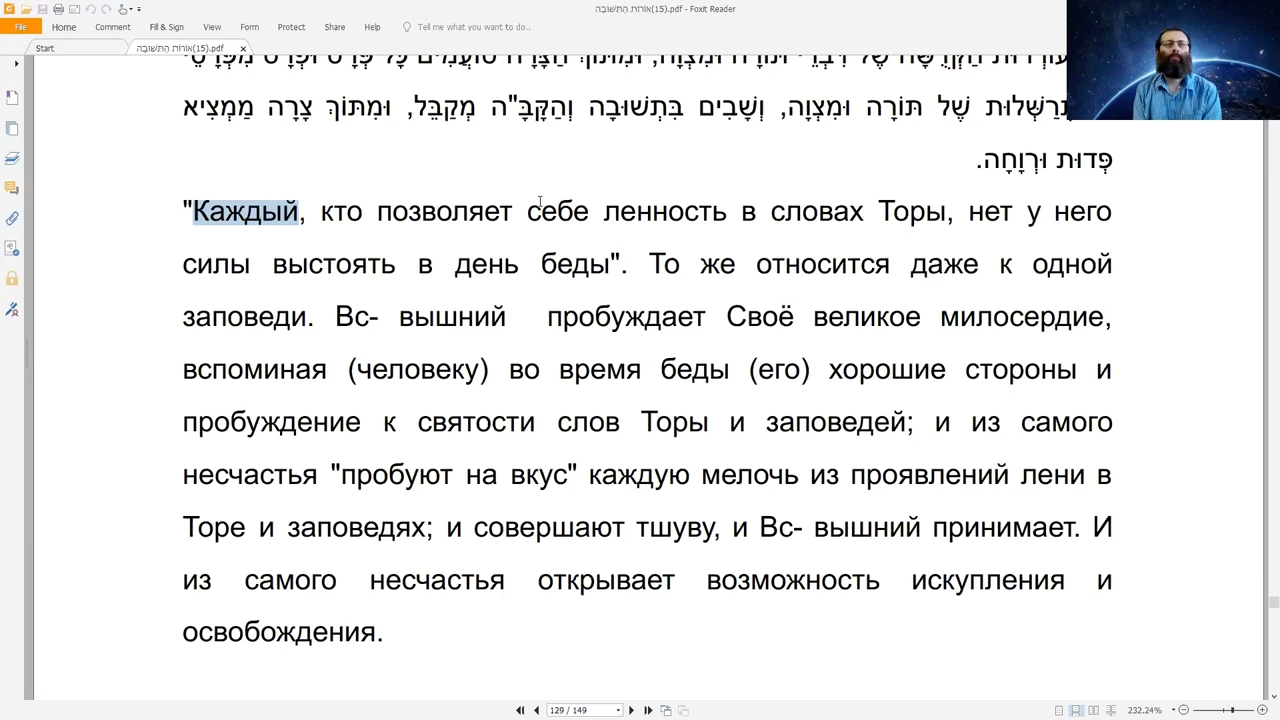 אורות התשובה(15).pdf - Foxit Reader
File Home Comment Fill & Sign View Form Protect Share Help Tell me what you want to do..
Start אורות התשובה(15).pdf
הַקְּדֻשָּׁה שֶׁל דִּבְרֵי תּוֹרָה וּמִצְוָה, וּמִתּוֹךְ הַצָּרָה טוֹעֲמִים כָּל פְּרָט וּפְרָט מִפְּרָטֵי
שֶׁל תּוֹרָה וּמִצְוָה, וְשָׁבִים בִּתְשׁוּבָה וְהַקָּבָּ"ה מְקַבֵּל, וּמִתּוֹךְ צָרָה מַמְצִיא
פְּדוּת וּרְוָחָה.
"Каждый, кто позволяет себе ленность в словах Торы, нет у него
силы выстоять в день беды". То же относится даже к одной
заповеди. Вс- вышний пробуждает Своё великое милосердие,
вспоминая (человеку) во время беды (его) хорошие стороны и
пробуждение к святости слов Торы и заповедей; и из самого
несчастья "пробуют на вкус" каждую мелочь из проявлений лени в
Торе и заповедях; и совершают тшуву, и Вс- вышний принимает. И
из самого несчастья открывает возможность искупления и
освобождения.
129 / 149 232.24%